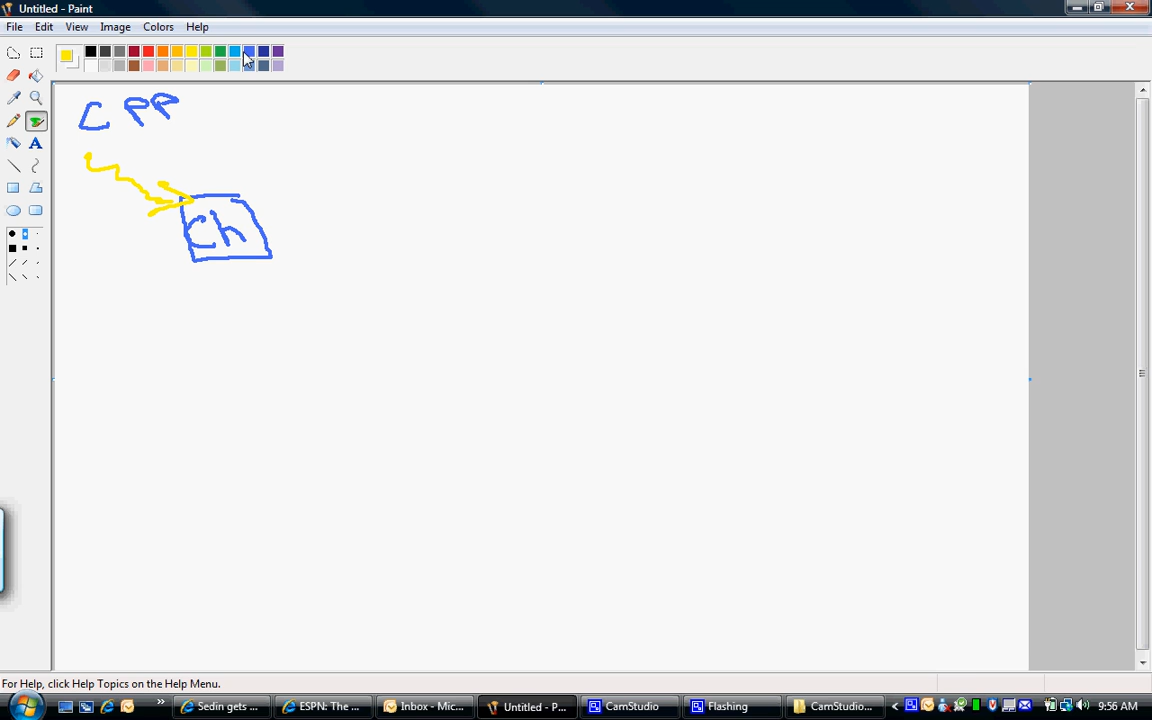 Untitled - Paint
File Edit View Image Colors Help
C PP
Ch
For Help, click Help Topics on the Help Menu.
Sedin gets ... ESPN: The ... Inbox - Mic... Untitled - P... CamStudio Flashing CamStudio... 9:56 AM